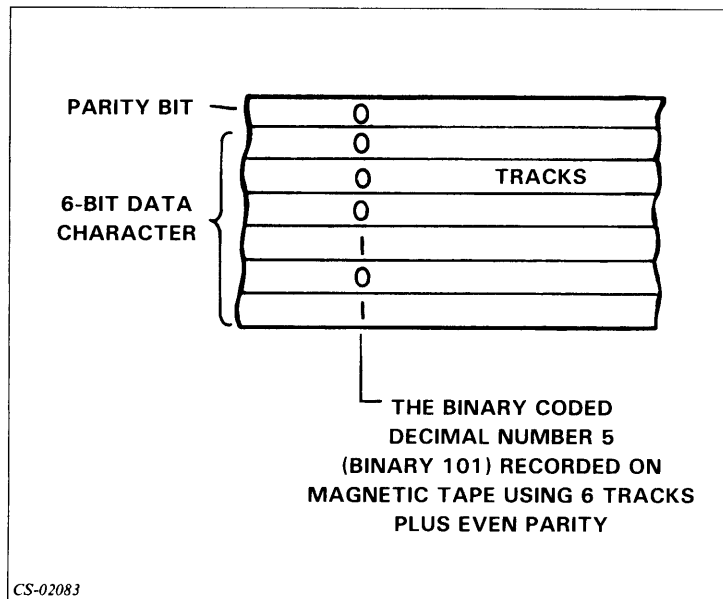 PARITY BIT
0
0
0
TRACKS
6-BIT DATA
CHARACTER
0
1
0
1
THE BINARY CODED
DECIMAL NUMBER 5
(BINARY 101) RECORDED ON
MAGNETIC TAPE USING 6 TRACKS
PLUS EVEN PARITY
CS-02083